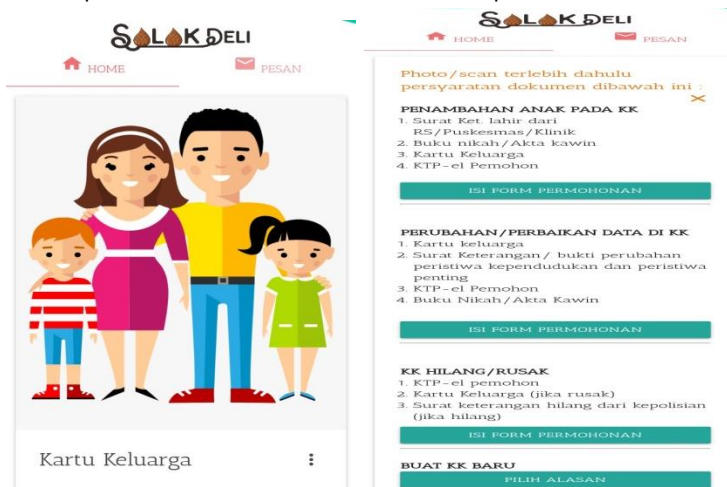 SALAK DELI
HOME
PESAN
Kartu Keluarga
SALAK DELI
HOME
PESAN
Photo/scan terlebih dahulu
persyaratan dokumen dibawah ini :
PENAMBAHAN ANAK PADA KK
1. Surat Ket. lahir dari
RS/Puskesmas/Klinik
2. Buku nikah/Akta kawin
3. Kartu Keluarga
4. KTP-el Pemohon
ISI FORM PERMOHONAN
PERUBAHAN/PERBAIKAN DATA DI KK
1. Kartu keluarga
2. Surat Keterangan/ bukti perubahan
peristiwa kependudukan dan peristiwa
penting
3. KTP-el Pemohon
4. Buku Nikah/Akta Kawin
ISI FORM PERMOHONAN
KK HILANG/RUSAK
1. KTP-el pemohon
2. Kartu Keluarga (jika rusak)
3. Surat keterangan hilang dari kepolisian
(jika hilang)
ISI FORM PERMOHONAN
BUAT KK BARU
PILIH ALASAN